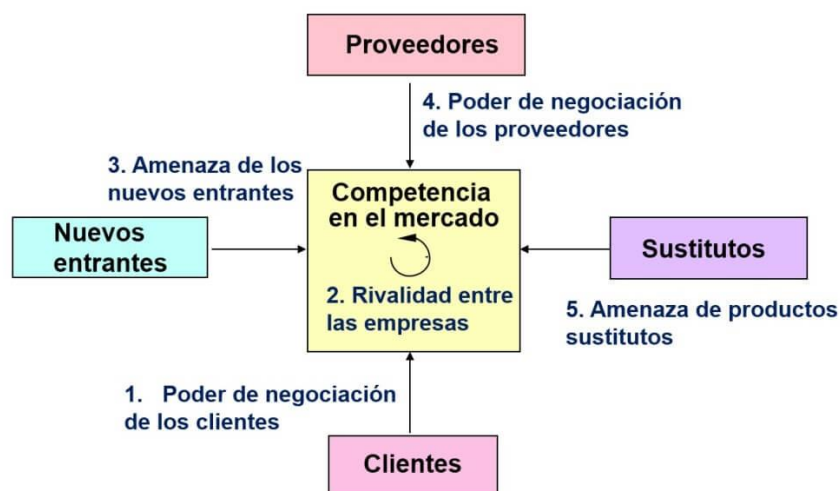 Proveedores
4. Poder de negociación
de los proveedores
3. Amenaza de los
nuevos entrantes
Competencia
en el mercado
Nuevos
entrantes
Sustitutos
2. Rivalidad entre
las empresas
5. Amenaza de productos
sustitutos
1. Poder de negociación
de los clientes
Clientes